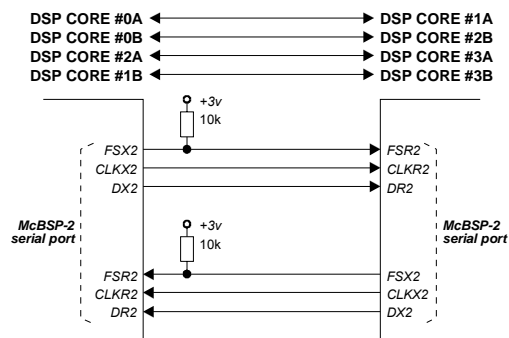 DSP CORE #0A DSP CORE #1A
DSP CORE #0B DSP CORE #2B
DSP CORE #2A DSP CORE #3A
DSP CORE #1B DSP CORE #3B
+3v
10k
FSX2 FSR2
CLKX2 CLKR2
DX2 DR2
McBSP-2 McBSP-2
serial port serial port
+3v
10k
FSR2 FSX2
CLKR2 CLKX2
DR2 DX2